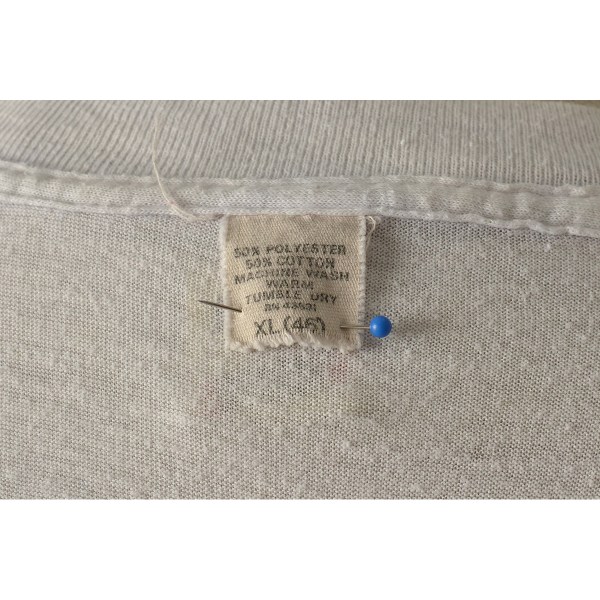 50% POLYESTER
50% COTTON
MACHINE WASH
WARM
TUMBLE DRY
XL (46)